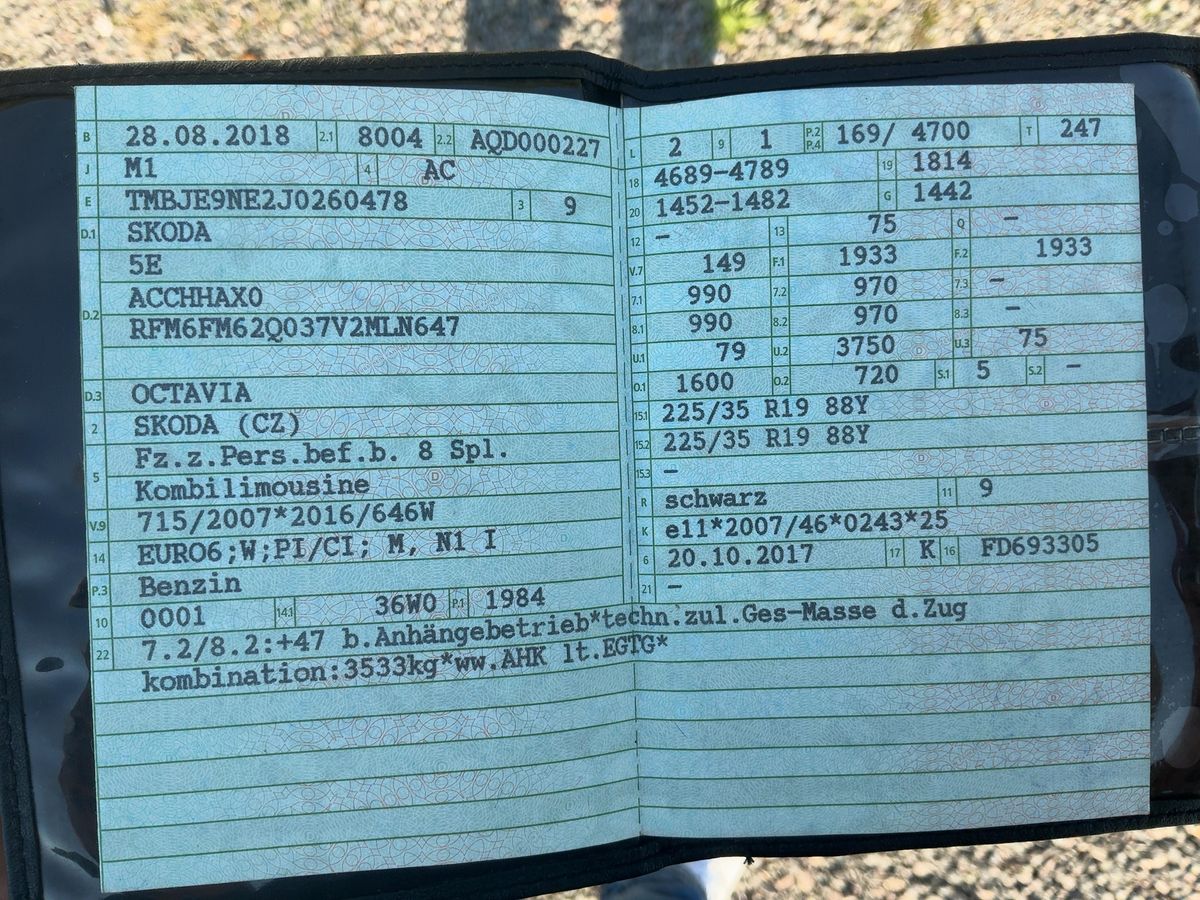 B 28.08.2018 2.1 8004 2.2 AQD000227
J M1 4 AC
E TMBJE9NE2J0260478 3 9
D.1 SKODA
5E
D.2 ACCHHAX0
RFM6FM62Q037V2MLN647
D.3 OCTAVIA
2 SKODA (CZ)
5 Fz.z.Pers.bef.b. 8 Spl.
Kombilimousine
V.9 715/2007*2016/646W
14 EURO6;W;PI/CI; M, N1 I
P.3 Benzin
10 0001 14.1 36W0 P.1 1984
L 2 9 1 P.2 P.4 169/ 4700 T 247
18 4689-4789 19 1814
20 1452-1482 G 1442
12 - 13 75 Q -
V.7 149 F.1 1933 F.2 1933
7.1 990 7.2 970 7.3 -
8.1 990 8.2 970 8.3 -
U.1 79 U.2 3750 U.3 75
O.1 1600 O.2 720 S.1 5 S.2 -
15.1 225/35 R19 88Y
15.2 225/35 R19 88Y
15.3 -
R schwarz 11 9
K e11*2007/46*0243*25
6 20.10.2017 17 K 16 FD693305
21 -
22 7.2/8.2:+47 b.Anhängebetrieb*techn.zul.Ges-Masse d.Zug
kombination:3533kg*ww.AHK lt.EGTG*